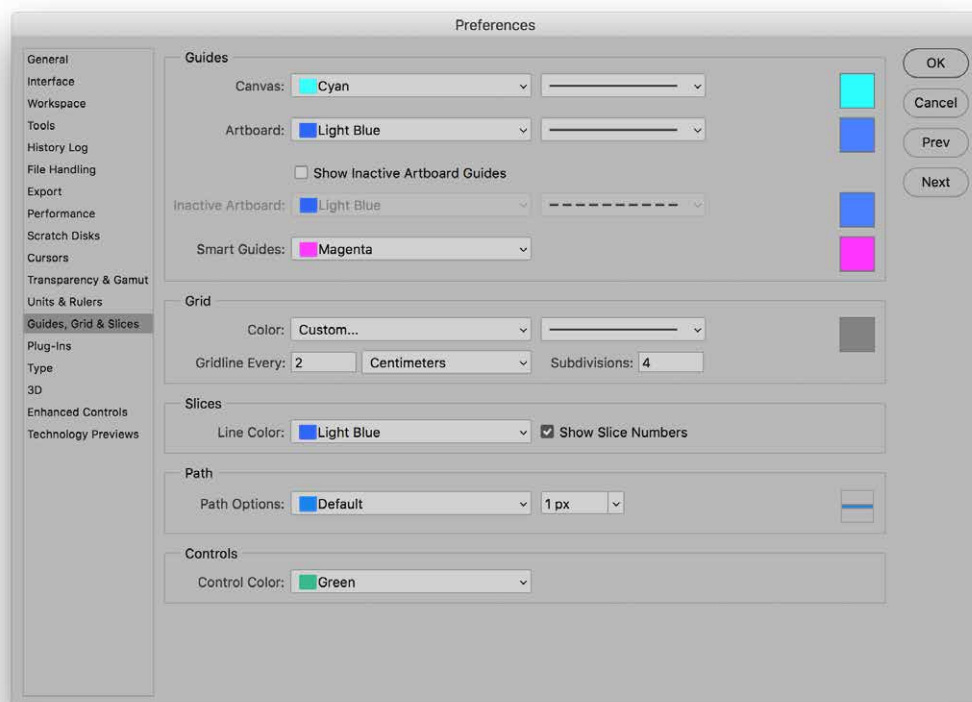 Preferences
General
Interface
Workspace
Tools
History Log
File Handling
Export
Performance
Scratch Disks
Cursors
Transparency & Gamut
Units & Rulers
Guides, Grid & Slices
Plug-Ins
Type
3D
Enhanced Controls
Technology Previews
Guides
Canvas: Cyan
Artboard: Light Blue
Show Inactive Artboard Guides
Inactive Artboard: Light Blue
Smart Guides: Magenta
Grid
Color: Custom...
Gridline Every: 2 Centimeters Subdivisions: 4
Slices
Line Color: Light Blue Show Slice Numbers
Path
Path Options: Default 1 px
Controls
Control Color: Green
OK
Cancel
Prev
Next